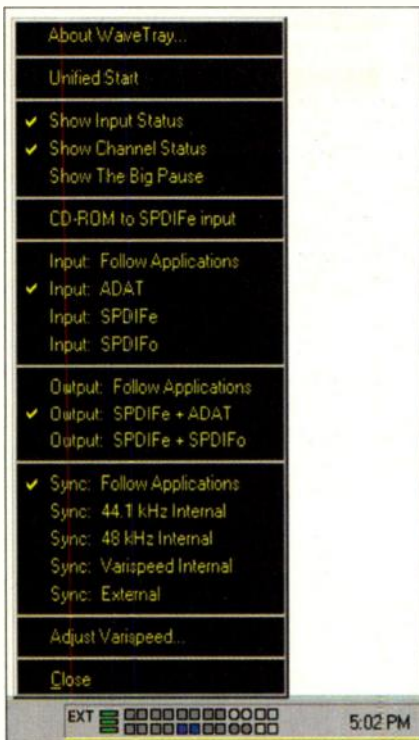 About WaveTray...
Unified Start
✔ Show Input Status
✔ Show Channel Status
Show The Big Pause
CD-ROM to SPDIFe input
Input: Follow Applications
✔ Input: ADAT
Input: SPDIFe
Input: SPDIFo
Output: Follow Applications
✔ Output: SPDIFe + ADAT
Output: SPDIFe + SPDIFo
✔ Sync: Follow Applications
Sync: 44.1 kHz Internal
Sync: 48 kHz Internal
Sync: Varispeed Internal
Sync: External
Adjust Varispeed...
Close
EXT 5:02 PM